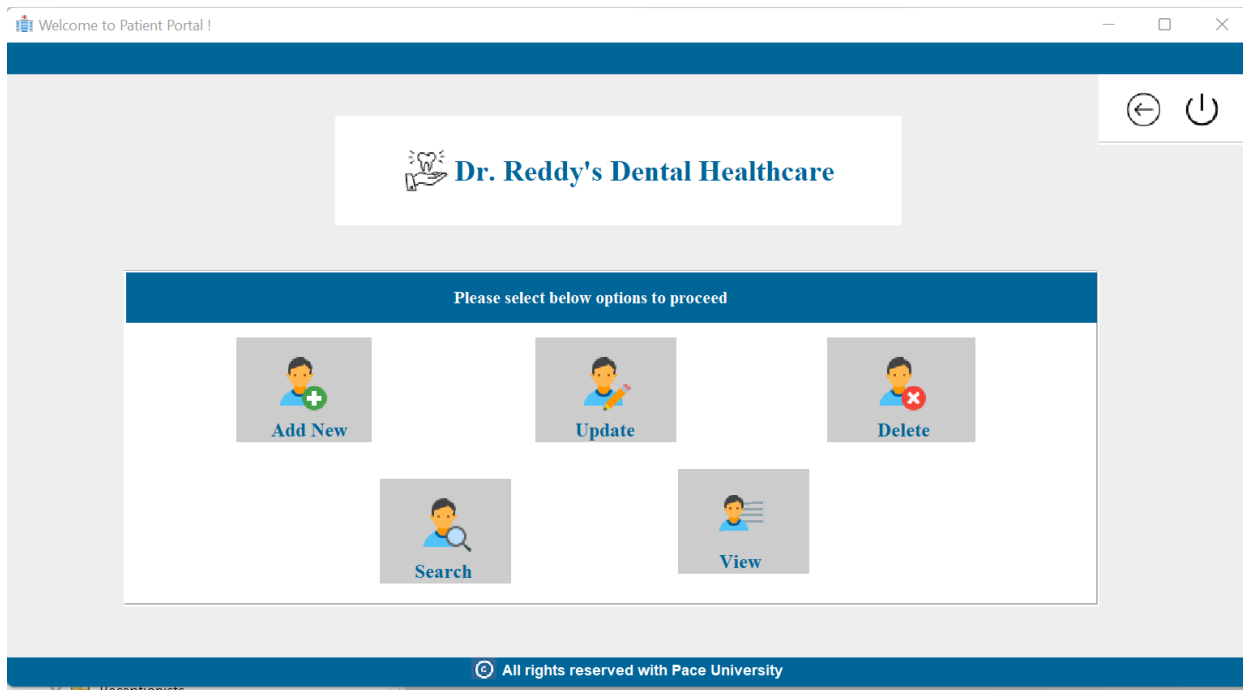 Welcome to Patient Portal !
Dr. Reddy's Dental Healthcare
Please select below options to proceed
Add New
Update
Delete
Search
View
© All rights reserved with Pace University
Receptionists